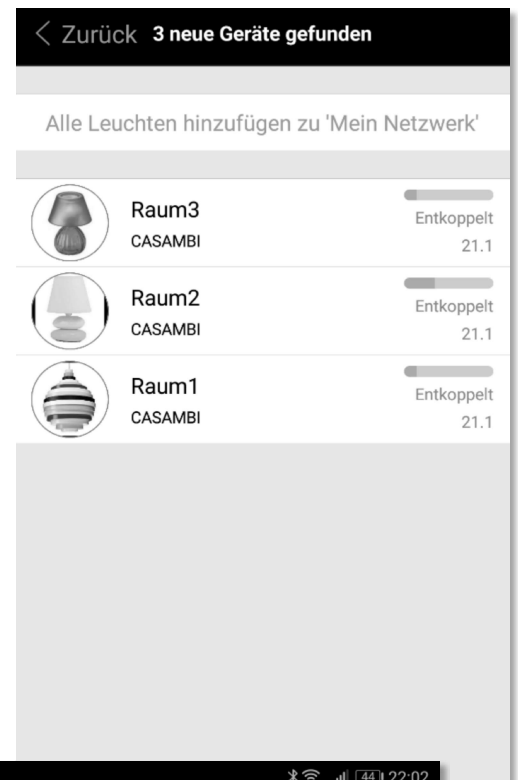 Zurück 3 neue Geräte gefunden
Alle Leuchten hinzufügen zu 'Mein Netzwerk'
Raum3
CASAMBI
Entkoppelt
21.1
Raum2
CASAMBI
Entkoppelt
21.1
Raum1
CASAMBI
Entkoppelt
21.1
44 22:02